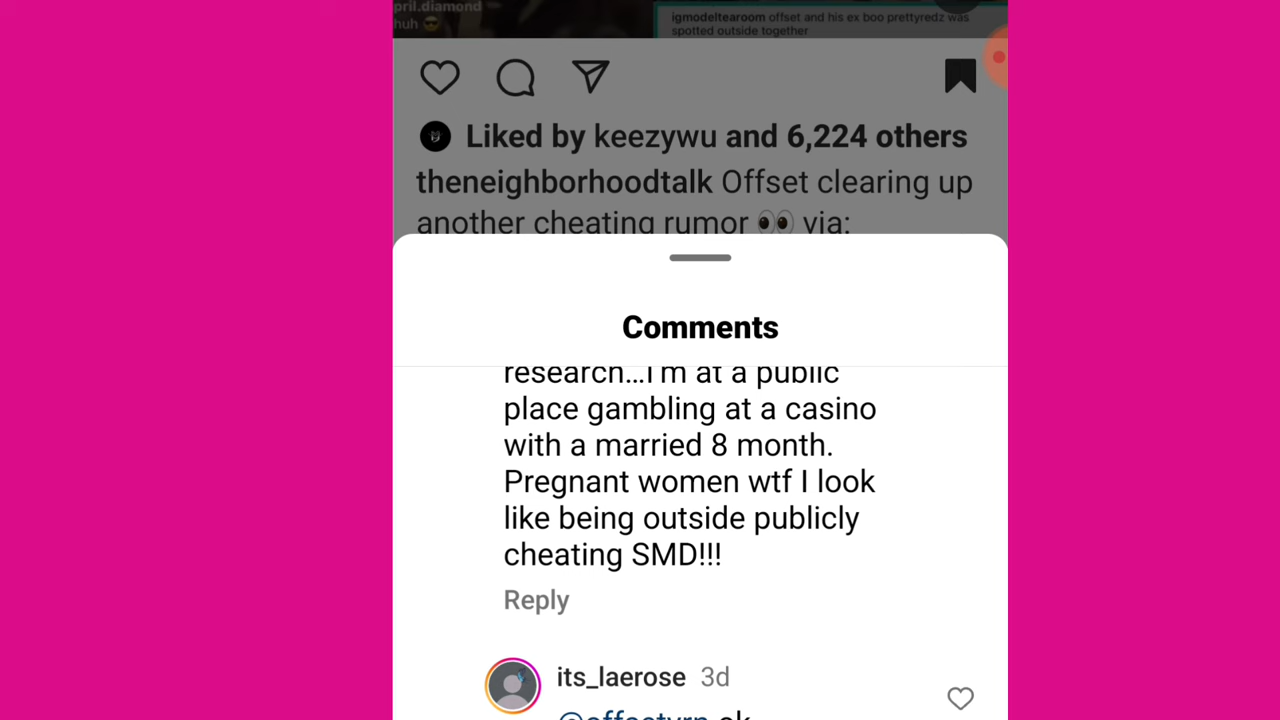 pril.diamond
huh
igmodeltearoom offset and his ex boo prettyredz was
spotted outside together
Liked by keezywu and 6,224 others
theneighborhoodtalk Offset clearing up
another cheating rumor 👀 via:
Comments
research...I'm at a public
place gambling at a casino
with a married 8 month.
Pregnant women wtf I look
like being outside publicly
cheating SMD!!!
Reply
its_laerose 3d
@offsetyrn ok